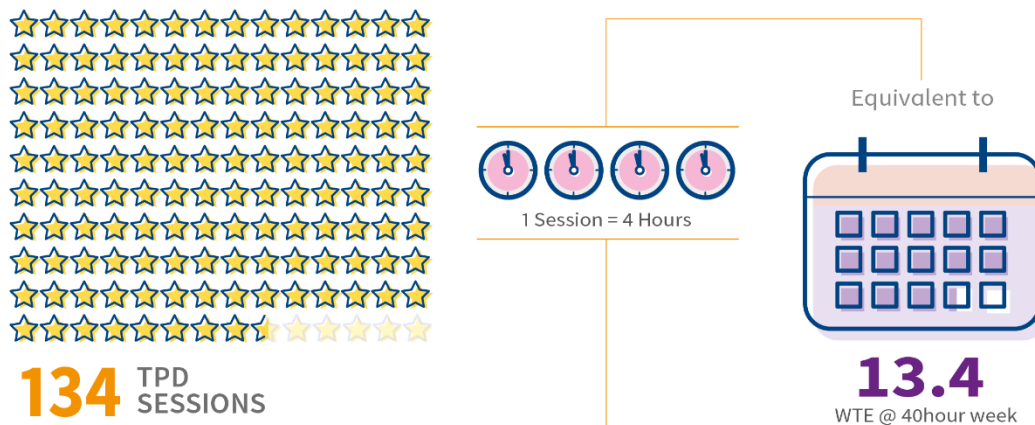 134 TPD
SESSIONS
1 Session = 4 Hours
Equivalent to
13.4
WTE @ 40hour week